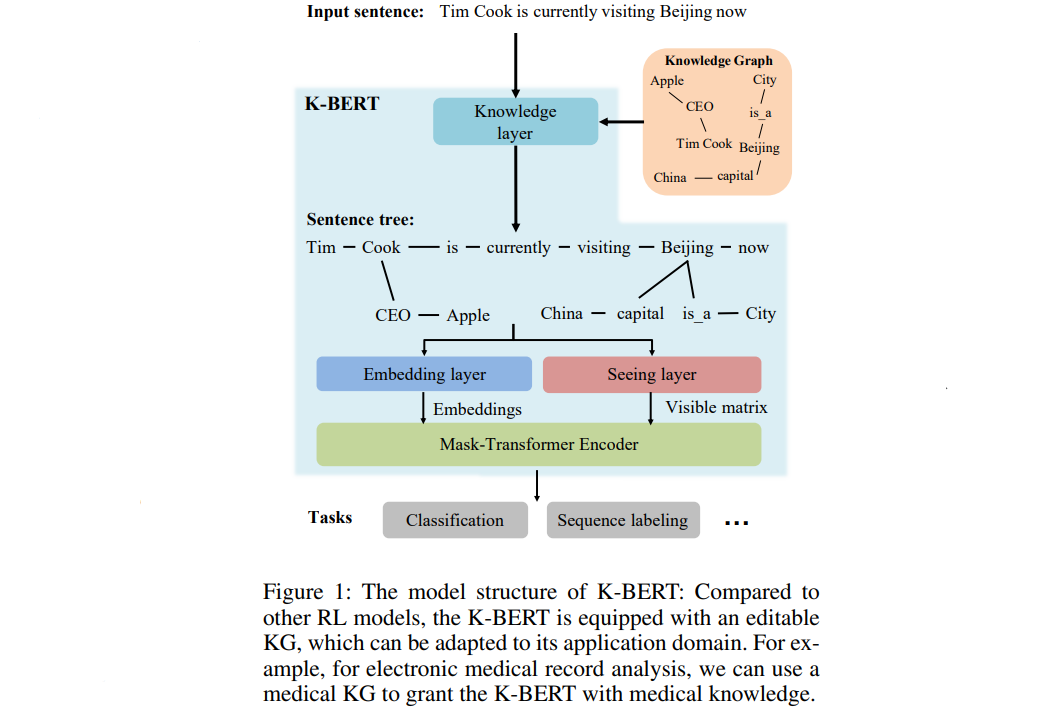 Input sentence: Tim Cook is currently visiting Beijing now
Knowledge Graph
Apple
City
CEO
is_a
Tim Cook
Beijing
China
capital
K-BERT
Knowledge
layer
Sentence tree:
Tim Cook is currently visiting Beijing now
CEO Apple China capital is_a City
Embedding layer
Seeing layer
Embeddings
Visible matrix
Mask-Transformer Encoder
Tasks
Classification
Sequence labeling
...
Figure 1: The model structure of K-BERT: Compared to
other RL models, the K-BERT is equipped with an editable
KG, which can be adapted to its application domain. For ex-
ample, for electronic medical record analysis, we can use a
medical KG to grant the K-BERT with medical knowledge.